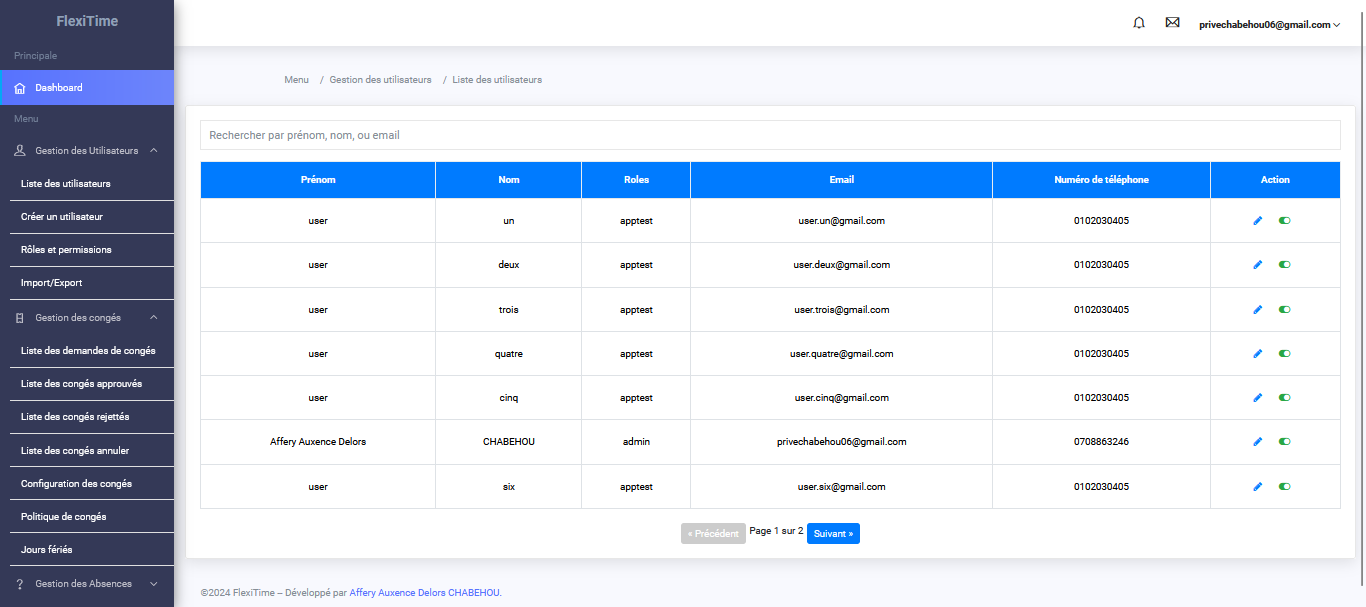 FlexiTime
Principale
Dashboard
Menu
Gestion des Utilisateurs
Liste des utilisateurs
Créer un utilisateur
Rôles et permissions
Import/Export
Gestion des congés
Liste des demandes de congés
Liste des congés approuvés
Liste des congés rejettés
Liste des congés annuler
Configuration des congés
Politique de congés
Jours fériés
? Gestion des Absences
privechabehou06@gmail.com
Menu / Gestion des utilisateurs / Liste des utilisateurs
Rechercher par prénom, nom, ou email
Prénom Nom Roles Email Numéro de téléphone Action
user un apptest user.un@gmail.com 0102030405
user deux apptest user.deux@gmail.com 0102030405
user trois apptest user.trois@gmail.com 0102030405
user quatre apptest user.quatre@gmail.com 0102030405
user cinq apptest user.cinq@gmail.com 0102030405
Affery Auxence Delors CHABEHOU admin privechabehou06@gmail.com 0708863246
user six apptest user.six@gmail.com 0102030405
« Précédent Page 1 sur 2 Suivant »
©2024 FlexiTime – Développé par Affery Auxence Delors CHABEHOU.